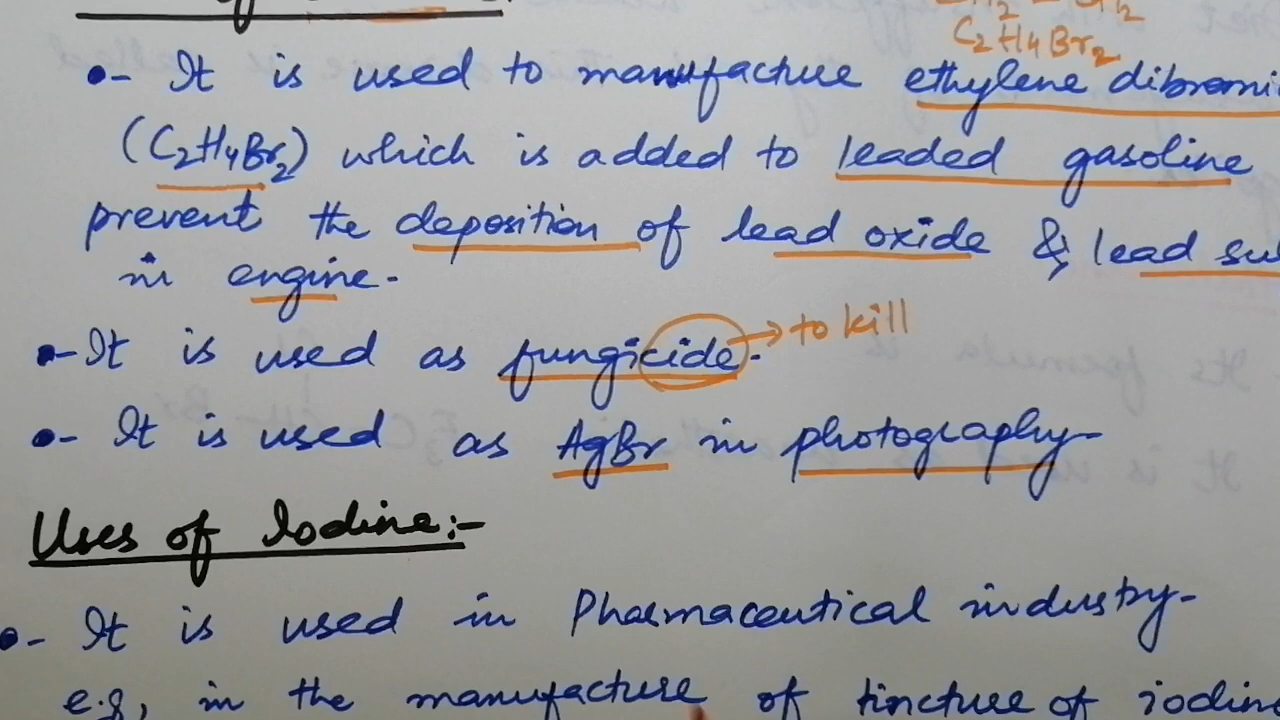 C₂H₄Br₂
•- It is used to manufacture ethylene dibromi
(C₂H₄Br₂) which is added to leaded gasoline
prevent the deposition of lead oxide & lead sul
in engine.
•- It is used as fungicide. → to kill
•- It is used as AgBr in photography-
Uses of Iodine:-
•- It is used in Pharmaceutical industry-
e.g, in the manufacture of tincture of iodin